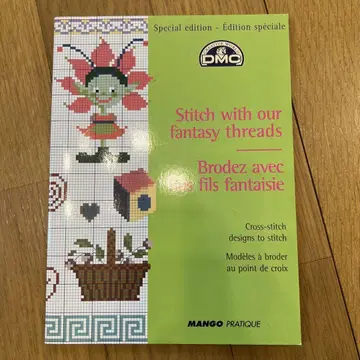 Special edition - Édition spéciale
DMC
Stitch with our
fantasy threads
Brodez avec
fils fantaisie
Cross-stitch
designs to stitch
Modèles à broder
au point de croix
MANGO PRATIQUE